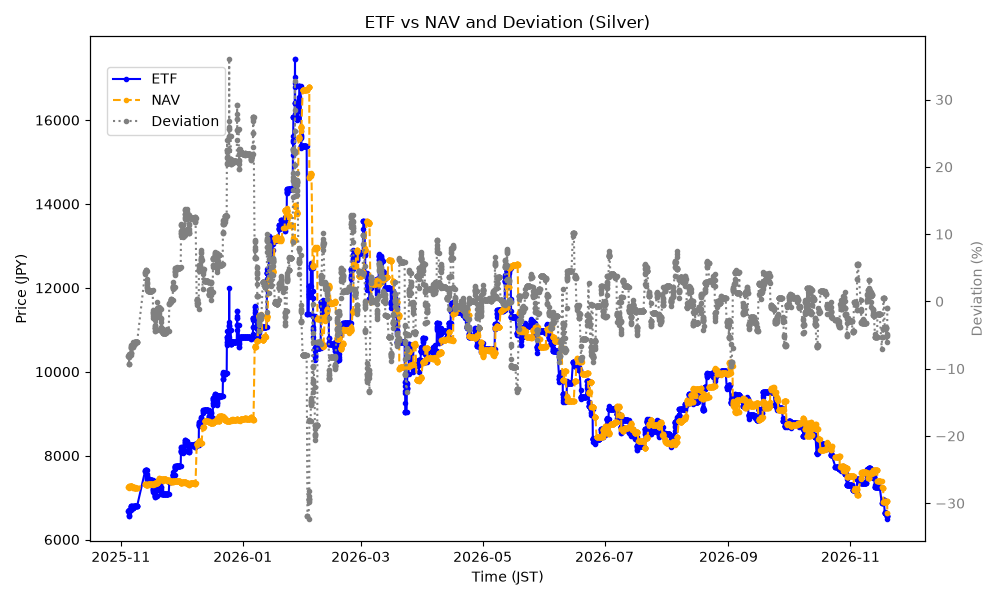 ETF vs NAV and Deviation (Silver)
ETF
NAV
Deviation
16000
14000
12000
10000
8000
6000
Price (JPY)
30
20
10
0
−10
−20
−30
Deviation (%)
2025-11 2026-01 2026-03 2026-05 2026-07 2026-09 2026-11
Time (JST)